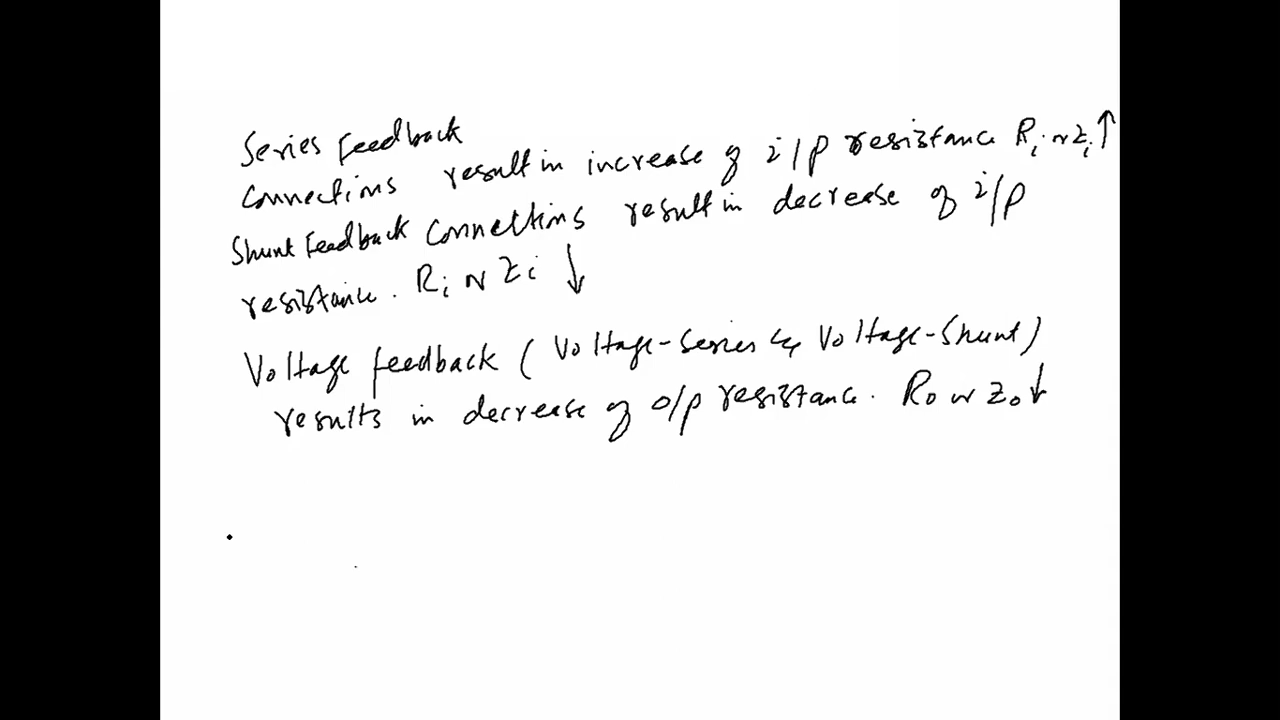 Series Feedback
Connections result in increase of i/p resistance Ri or Zi ↑
Shunt Feedback Connections result in decrease of i/p
resistance. Ri or Zi ↓
Voltage feedback (Voltage-Series & Voltage-Shunt)
results in decrease of o/p resistance. Ro or Zo ↓